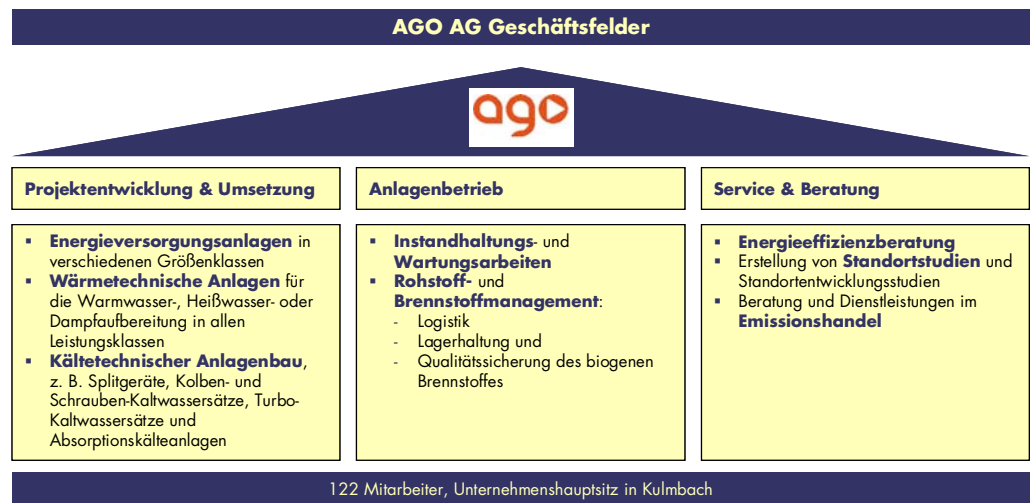 AGO AG Geschäftsfelder
ago
Projektentwicklung & Umsetzung
▪ Energieversorgungsanlagen in
verschiedenen Größenklassen
▪ Wärmetechnische Anlagen für
die Warmwasser-, Heißwasser- oder
Dampfaufbereitung in allen
Leistungsklassen
▪ Kältetechnischer Anlagenbau,
z. B. Splitgeräte, Kolben- und
Schrauben-Kaltwassersätze, Turbo-
Kaltwassersätze und
Absorptionskälteanlagen
Anlagenbetrieb
▪ Instandhaltungs- und
Wartungsarbeiten
▪ Rohstoff- und
Brennstoffmanagement:
- Logistik
- Lagerhaltung und
- Qualitätssicherung des biogenen
Brennstoffes
Service & Beratung
▪ Energieeffizienzberatung
▪ Erstellung von Standortstudien und
Standortentwicklungsstudien
▪ Beratung und Dienstleistungen im
Emissionshandel
122 Mitarbeiter, Unternehmenshauptsitz in Kulmbach